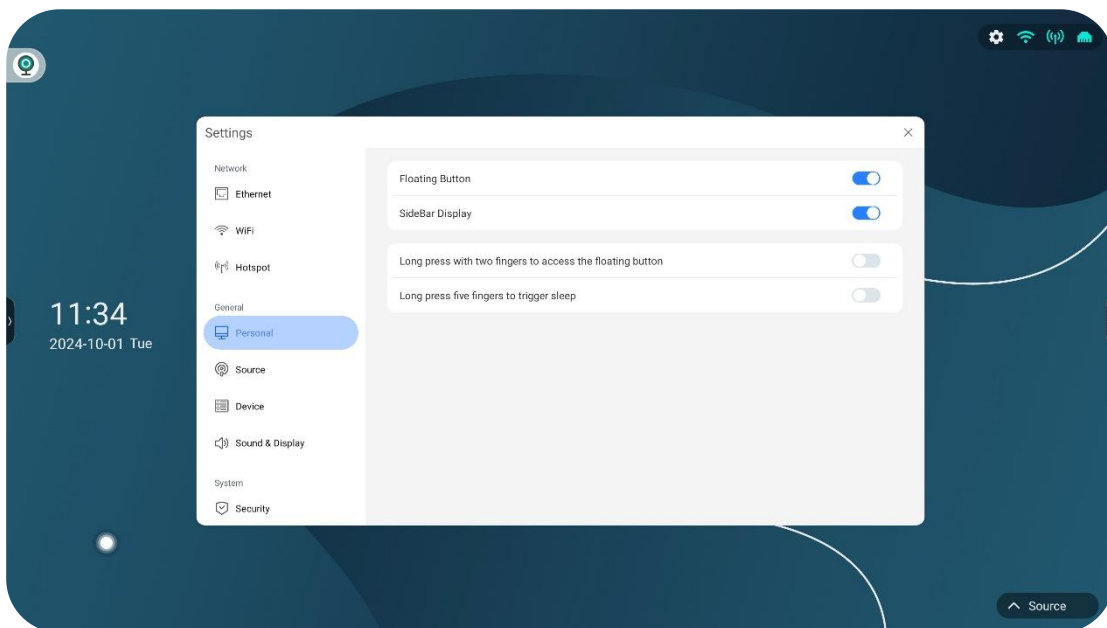 Settings
Network
Ethernet
WiFi
Hotspot
General
Personal
Source
Device
Sound & Display
System
Security
Floating Button
SideBar Display
Long press with two fingers to access the floating button
Long press five fingers to trigger sleep
11:34
2024-10-01 Tue
Source